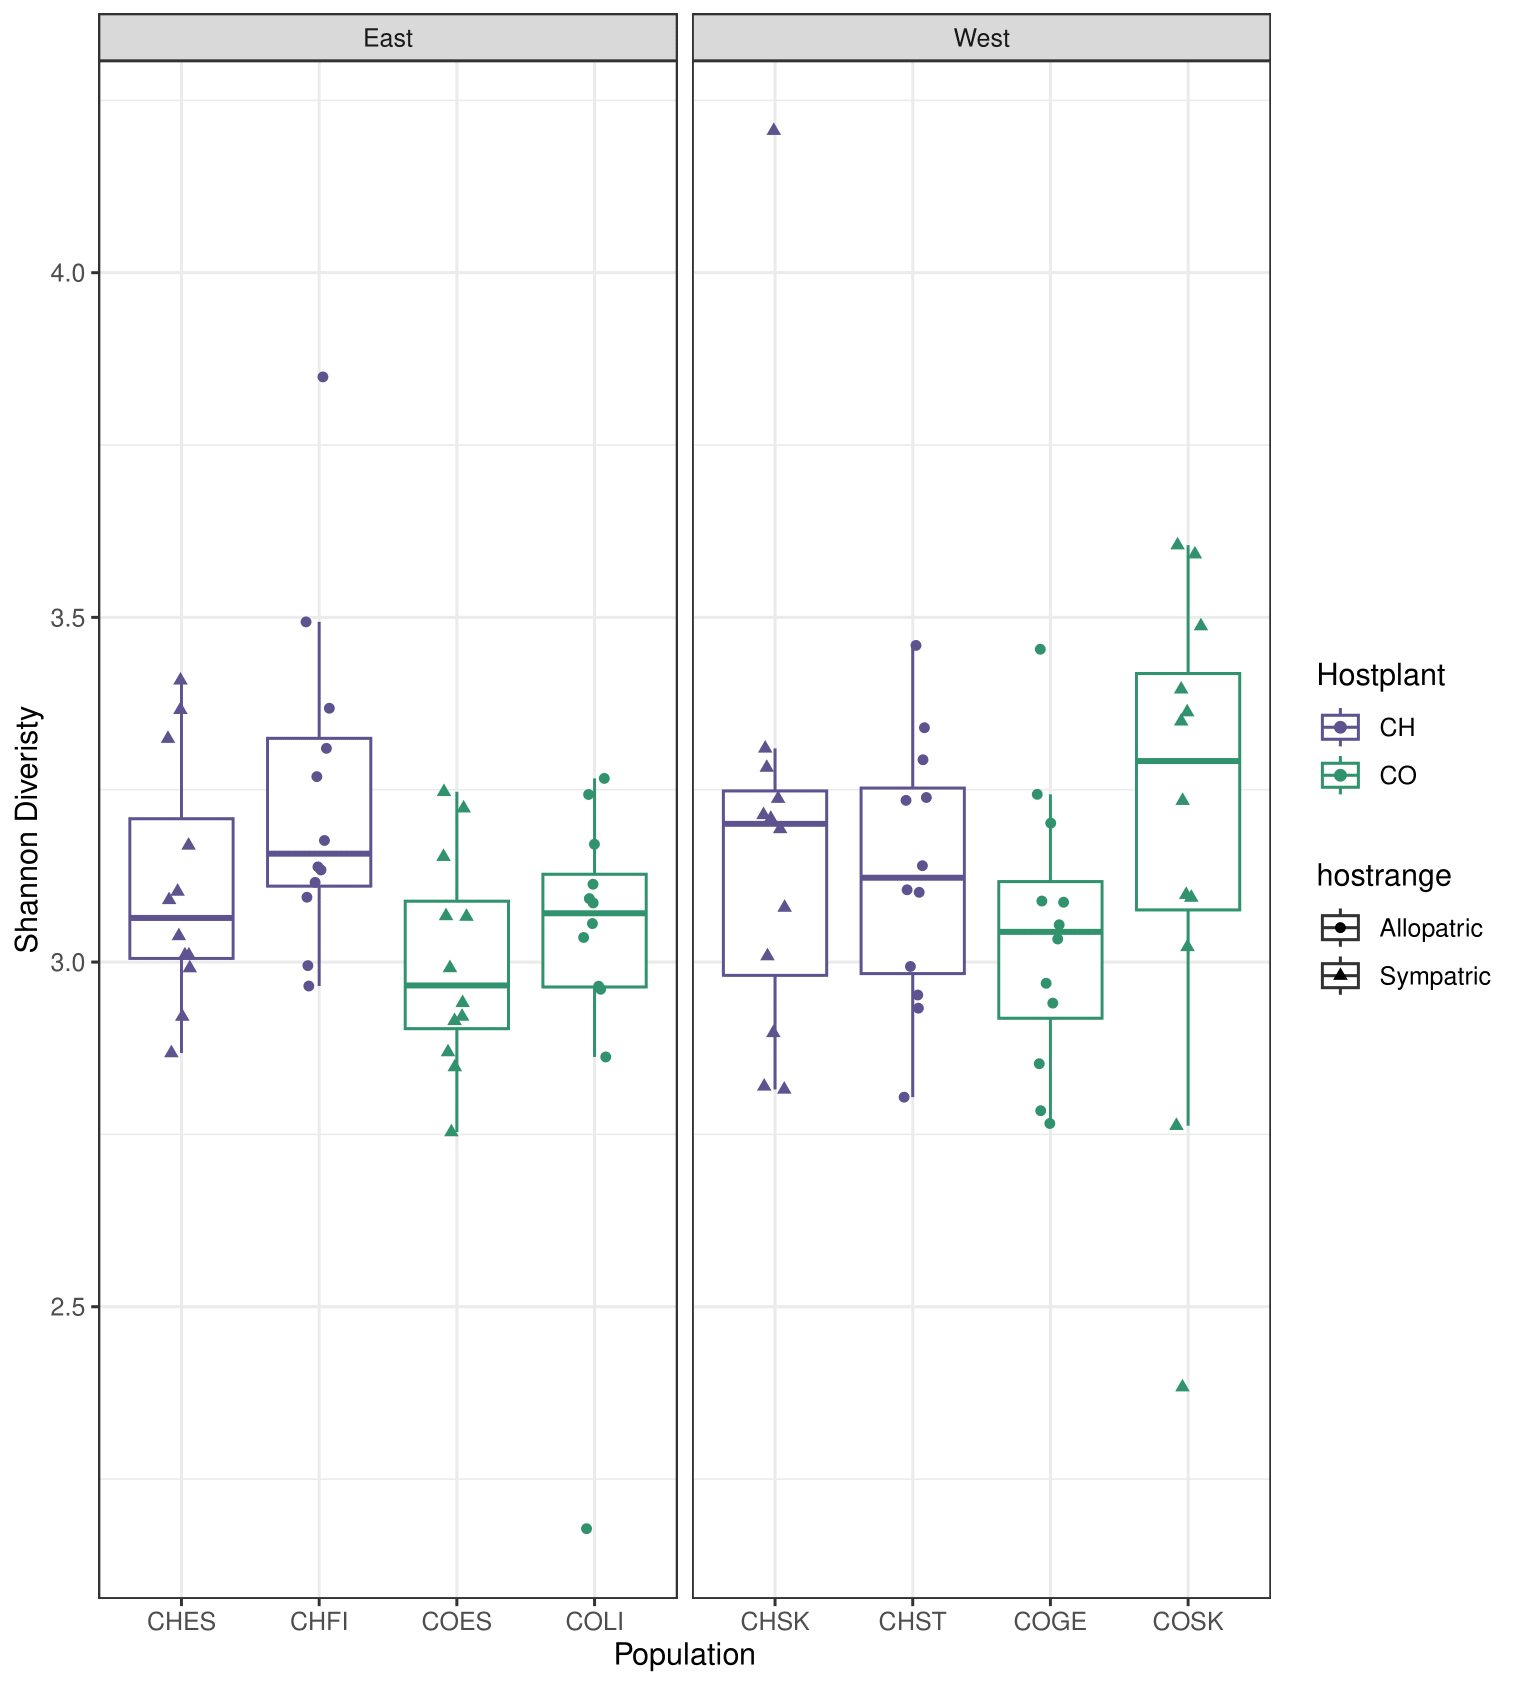 East
West
Shannon Diveristy
4.0
3.5
3.0
2.5
CHES
CHFI
COES
COLI
CHSK
CHST
COGE
COSK
Population
Hostplant
CH
CO
hostrange
Allopatric
Sympatric